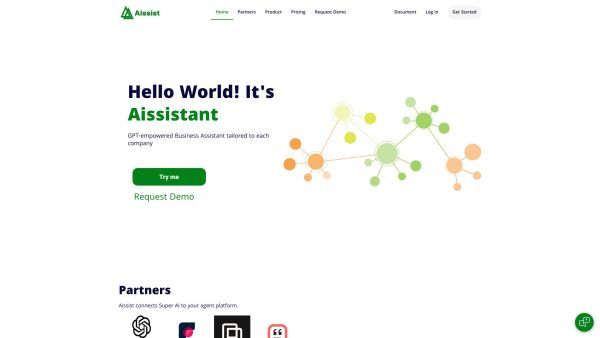 Aissist
Home Partners Product Pricing Request Demo Document Log in Get Started
Hello World! It's
Aissistant
GPT-empowered Business Assistant tailored to each
company
Try me
Request Demo
Partners
Aissist connects Super AI to your agent platform.